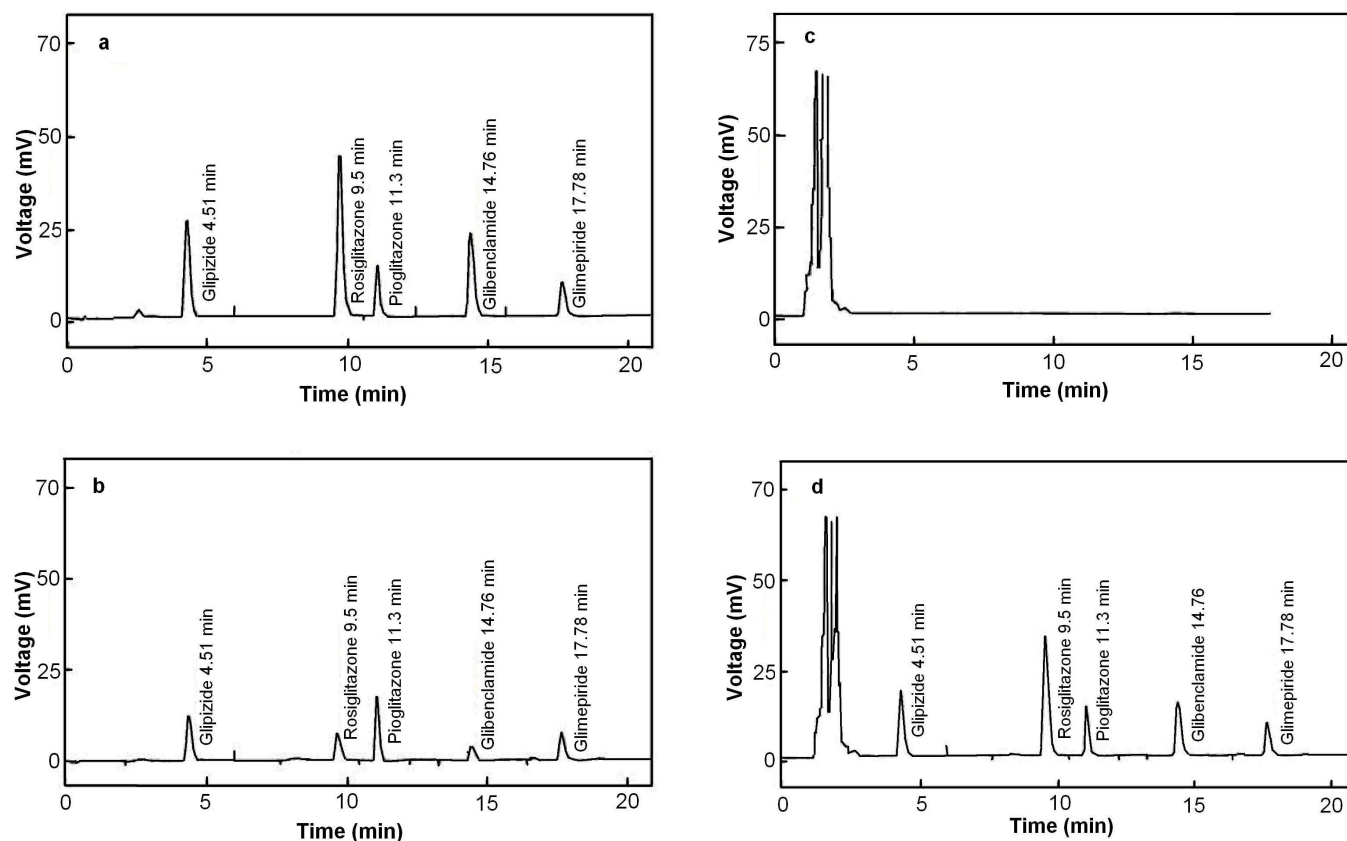 a
70
50
25
0
Voltage (mV)
Glipizide 4.51 min
Rosiglitazone 9.5 min
Pioglitazone 11.3 min
Glibenclamide 14.76 min
Glimepiride 17.78 min
0 5 10 15 20
Time (min)
c
75
50
25
0
Voltage (mV)
0 5 10 15 20
Time (min)
b
70
50
25
0
Voltage (mV)
Glipizide 4.51 min
Rosiglitazone 9.5 min
Pioglitazone 11.3 min
Glibenclamide 14.76 min
Glimepiride 17.78 min
0 5 10 15 20
Time (min)
d
70
50
25
0
Voltage (mV)
Glipizide 4.51 min
Rosiglitazone 9.5 min
Pioglitazone 11.3 min
Glibenclamide 14.76
Glimepiride 17.78 min
0 5 10 15 20
Time (min)